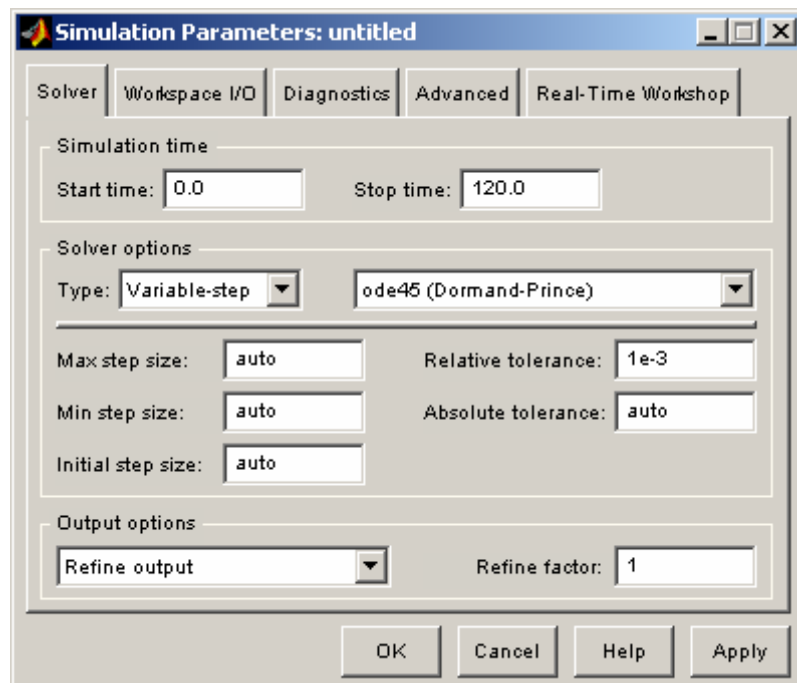 Simulation Parameters: untitled
Solver Workspace I/O Diagnostics Advanced Real-Time Workshop
Simulation time
Start time: 0.0 Stop time: 120.0
Solver options
Type: Variable-step ode45 (Dormand-Prince)
Max step size: auto Relative tolerance: 1e-3
Min step size: auto Absolute tolerance: auto
Initial step size: auto
Output options
Refine output Refine factor: 1
OK Cancel Help Apply